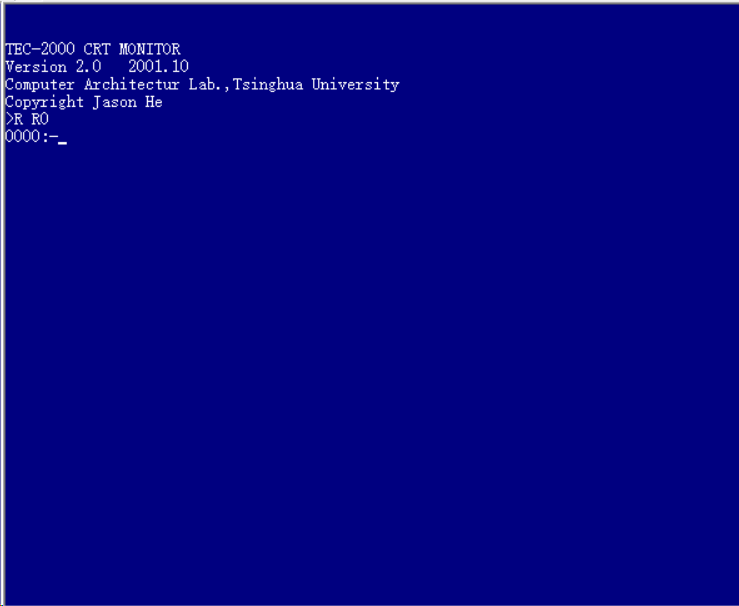 TEC-2000 CRT MONITOR
Version 2.0   2001.10
Computer Architectur Lab.,Tsinghua University
Copyright Jason He
>R R0
0000:-_